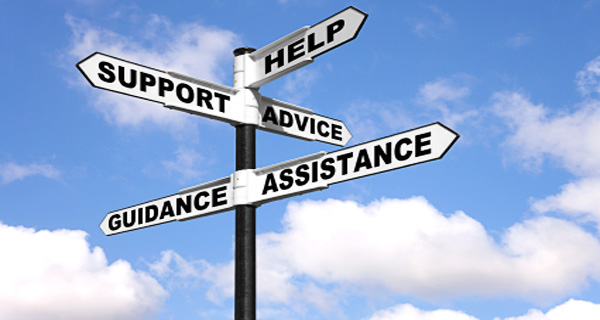 HELP
SUPPORT
ADVICE
ASSISTANCE
GUIDANCE